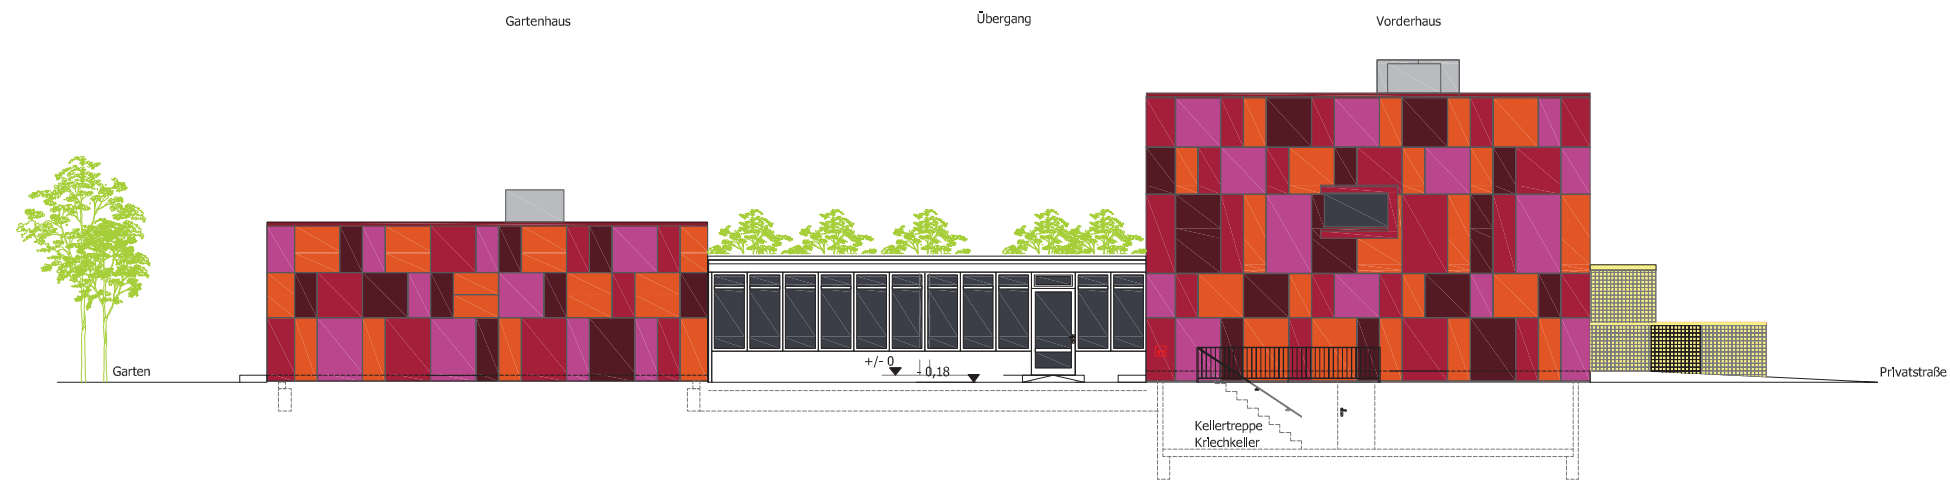 Gartenhaus
Übergang
Vorderhaus
Garten
+/- 0
- 0,18
Privatstraße
Kellertreppe
Kriechkeller